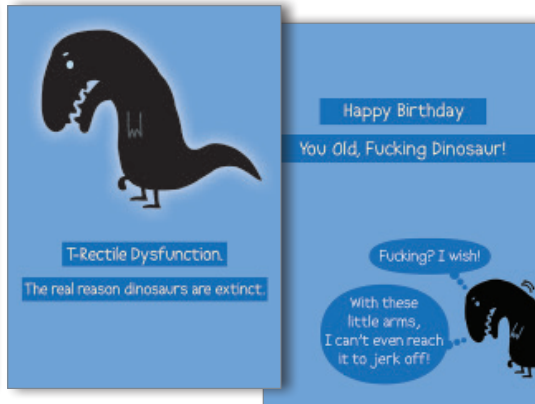 T-Rectile Dysfunction.
The real reason dinosaurs are extinct.
Happy Birthday
You Old, Fucking Dinosaur!
Fucking? I wish!
With these
little arms,
I can't even reach
it to jerk off!